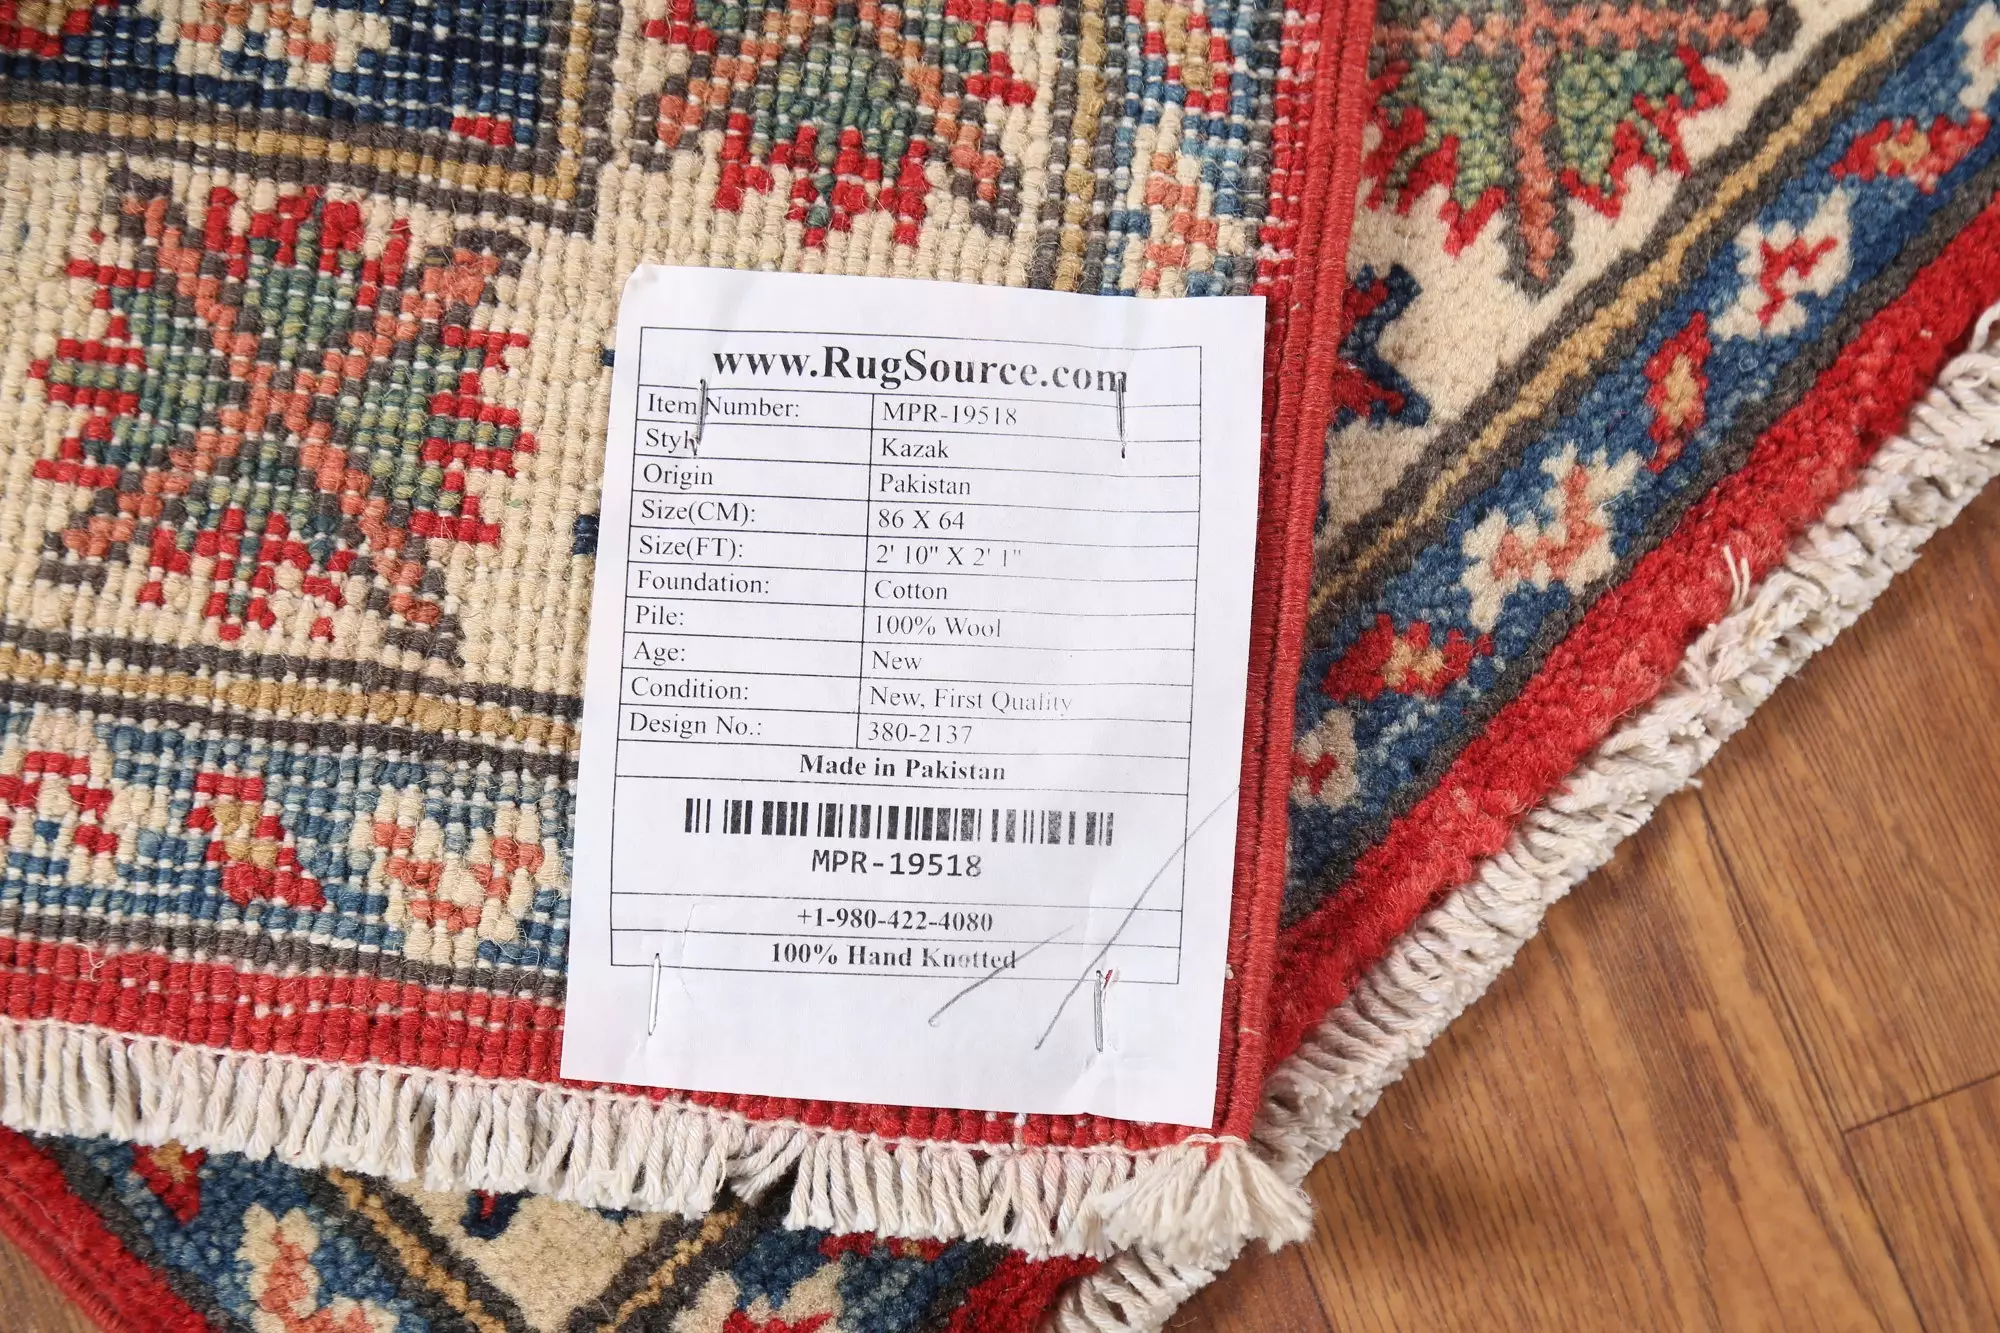 www.RugSource.com
Item Number: MPR-19518
Style Kazak
Origin Pakistan
Size(CM): 86 X 64
Size(FT): 2' 10" X 2' 1"
Foundation: Cotton
Pile: 100% Wool
Age: New
Condition: New, First Quality
Design No.: 380-2137
Made in Pakistan
MPR-19518
+1-980-422-4080
100% Hand Knotted